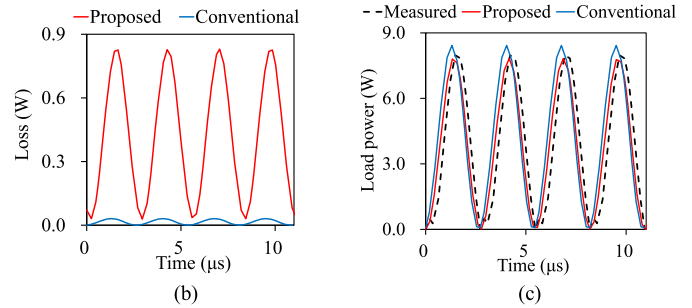 Proposed Conventional
0.9
0.6
0.3
0.0
Loss (W)
0 5 10
Time (μs)
(b)
Measured Proposed Conventional
9.0
6.0
3.0
0.0
Load power (W)
0 5 10
Time (μs)
(c)